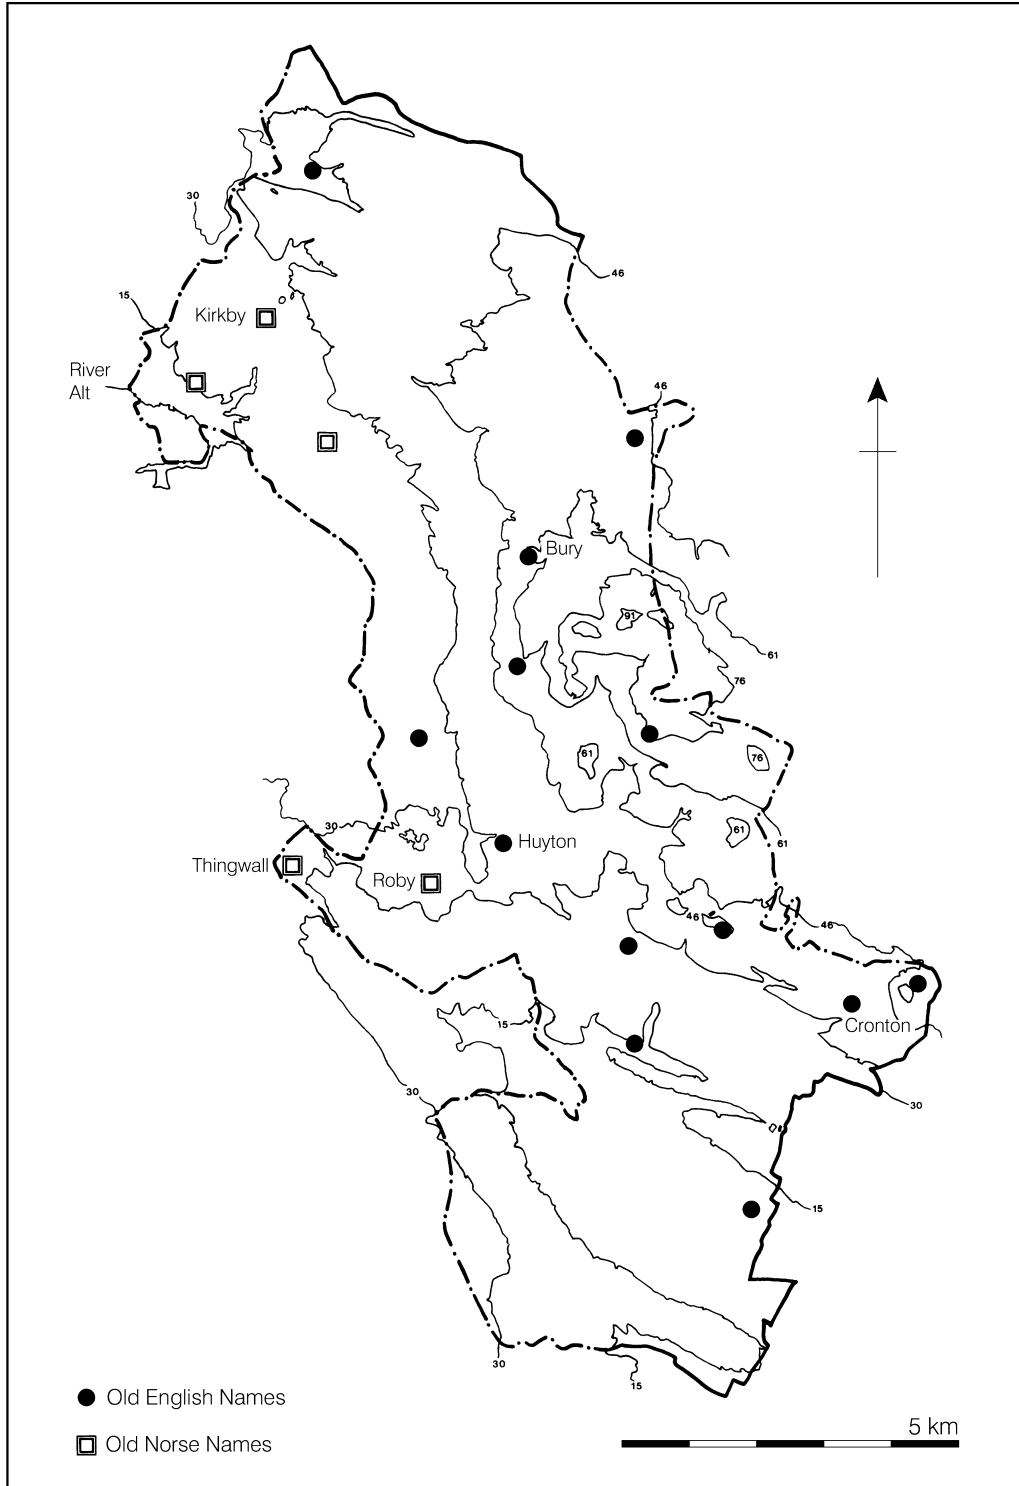 30
46
15
Kirkby
River
Alt
46
Bury
91
61
76
61
76
30
61
61
Huyton
Thingwall
Roby
46
46
15
Cronton
30
30
15
30
15
Old English Names
Old Norse Names
5 km